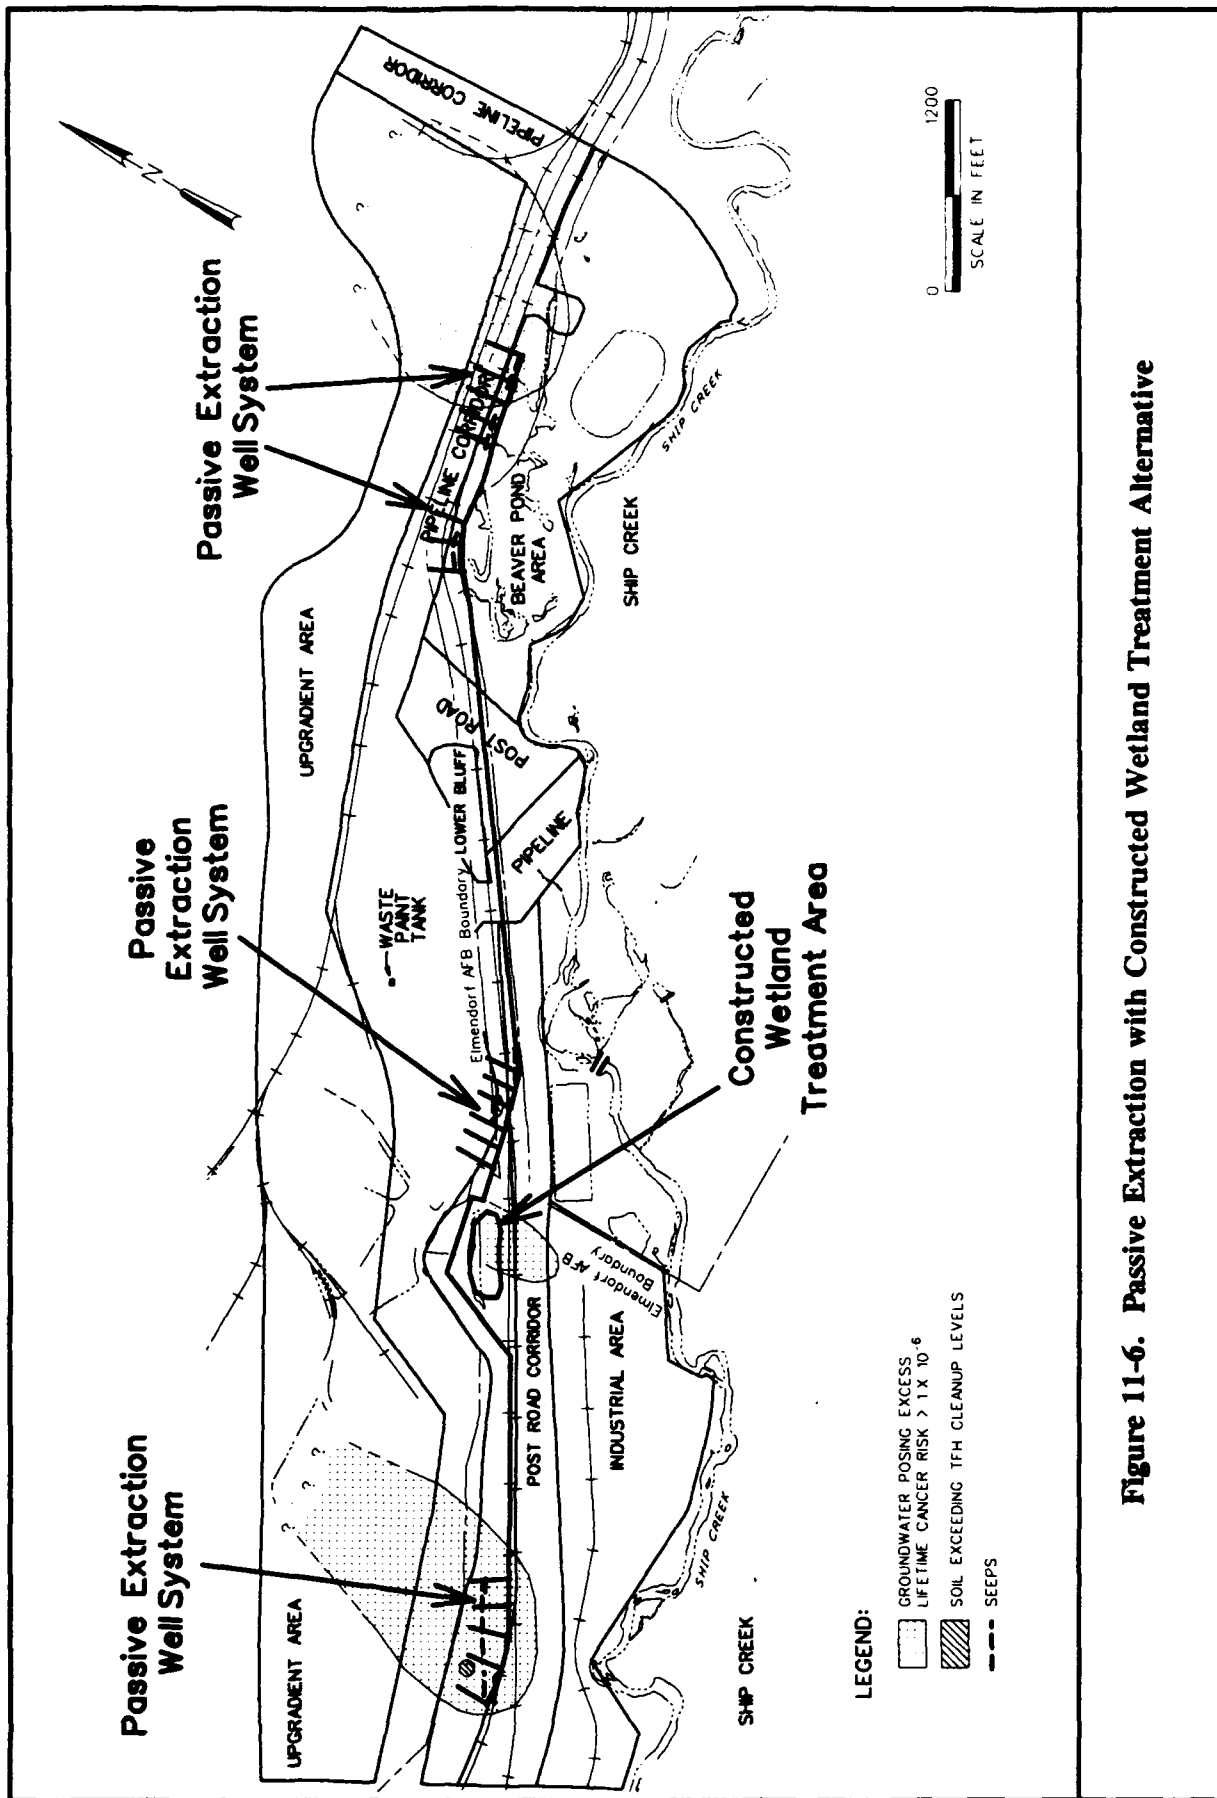 Passive Extraction
Well System
Passive
Extraction
Well System
Passive Extraction
Well System
N
UPGRADIENT AREA
UPGRADIENT AREA
PIPELINE CORRIDOR
PIPELINE CORRIDOR
WASTE
PAINT
TANK
Elmendorf AFB Boundary
LOWER BLUFF
POST ROAD
PIPELINE
BEAVER POND
AREA
SHIP CREEK
SHIP CREEK
POST ROAD CORRIDOR
INDUSTRIAL AREA
Elmendorf AFB
Boundary
Constructed
Wetland
Treatment Area
SHIP CREEK
SHIP CREEK
?
?
?
?
?
LEGEND:
GROUNDWATER POSING EXCESS
LIFETIME CANCER RISK > 1 X 10⁻⁶
SOIL EXCEEDING TFH CLEANUP LEVELS
SEEPS
0 1200
SCALE IN FEET
Figure 11-6. Passive Extraction with Constructed Wetland Treatment Alternative